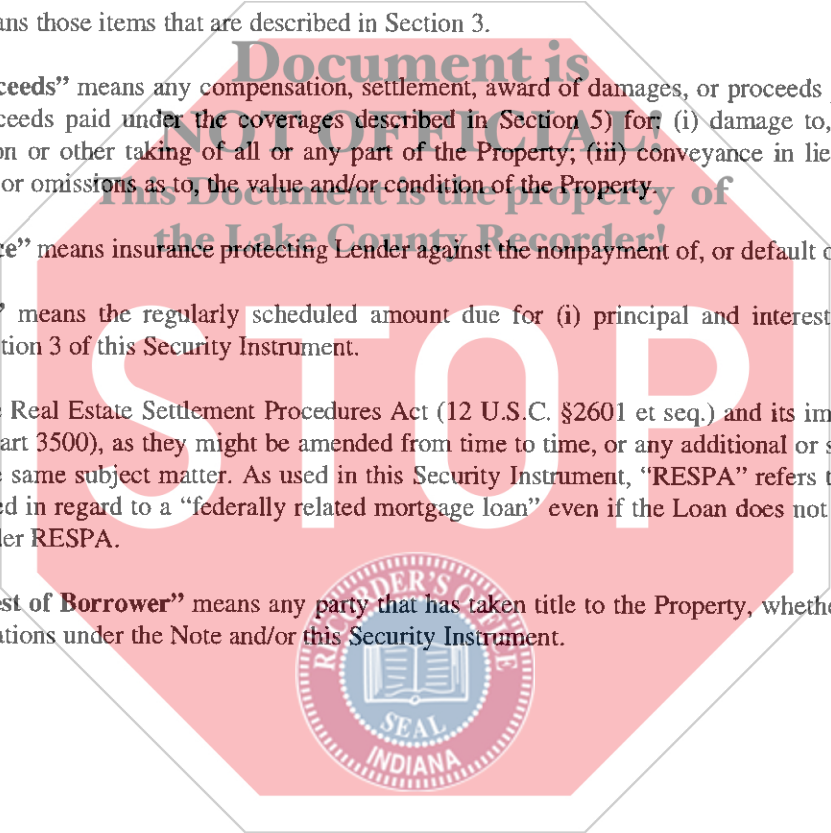 ans those items that are described in Section 3.
Document is
ceeds” means any compensation, settlement, award of damages, or proceeds
ceeds paid under the coverages described in Section 5) for: (i) damage to,
NOT OFFICIAL!
on or other taking of all or any part of the Property; (iii) conveyance in lie
or omissions as to, the value and/or condition of the Property.
This Document is the property of
the Lake County Recorder!
ce” means insurance protecting Lender against the nonpayment of, or default o
” means the regularly scheduled amount due for (i) principal and interest
tion 3 of this Security Instrument.
STOP
e Real Estate Settlement Procedures Act (12 U.S.C. §2601 et seq.) and its im
art 3500), as they might be amended from time to time, or any additional or s
e same subject matter. As used in this Security Instrument, “RESPA” refers t
ed in regard to a “federally related mortgage loan” even if the Loan does not
der RESPA.
est of Borrower” means any party that has taken title to the Property, whethe
ations under the Note and/or this Security Instrument.
RECORDER'S OFFICE
SEAL
INDIANA